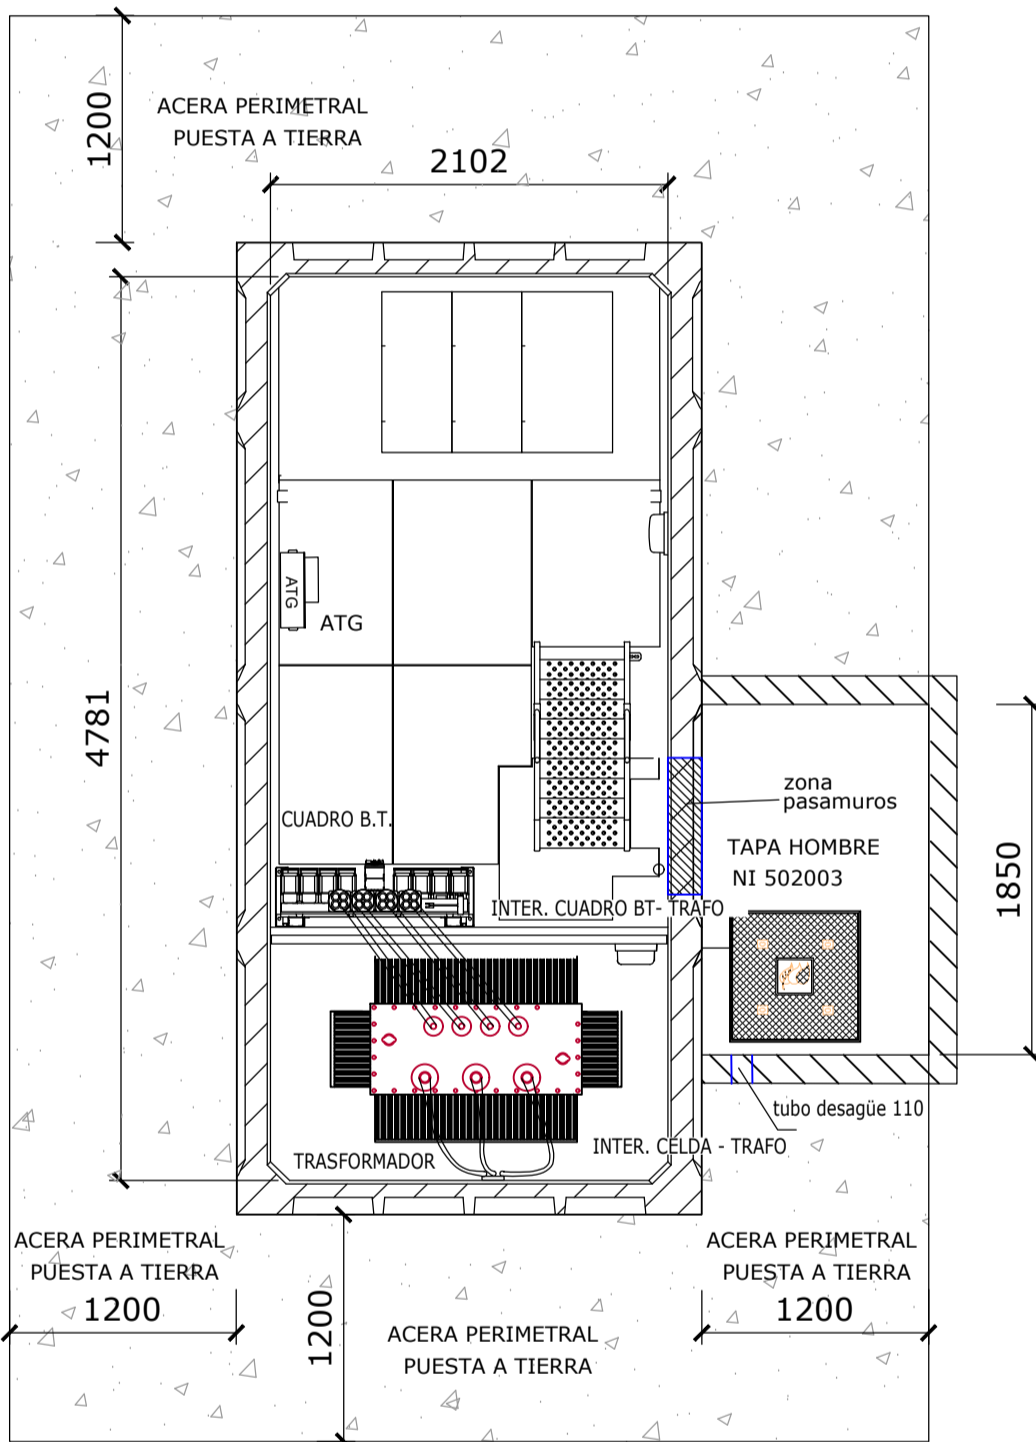 1200
ACERA PERIMETRAL
PUESTA A TIERRA
2102
4781
ATG
ATG
CUADRO B.T.
zona
pasamuros
TAPA HOMBRE
NI 502003
1850
INTER. CUADRO BT- TRAFO
tubo desagüe 110
INTER. CELDA - TRAFO
TRASFORMADOR
ACERA PERIMETRAL
PUESTA A TIERRA
1200
ACERA PERIMETRAL
PUESTA A TIERRA
1200
1200
ACERA PERIMETRAL
PUESTA A TIERRA